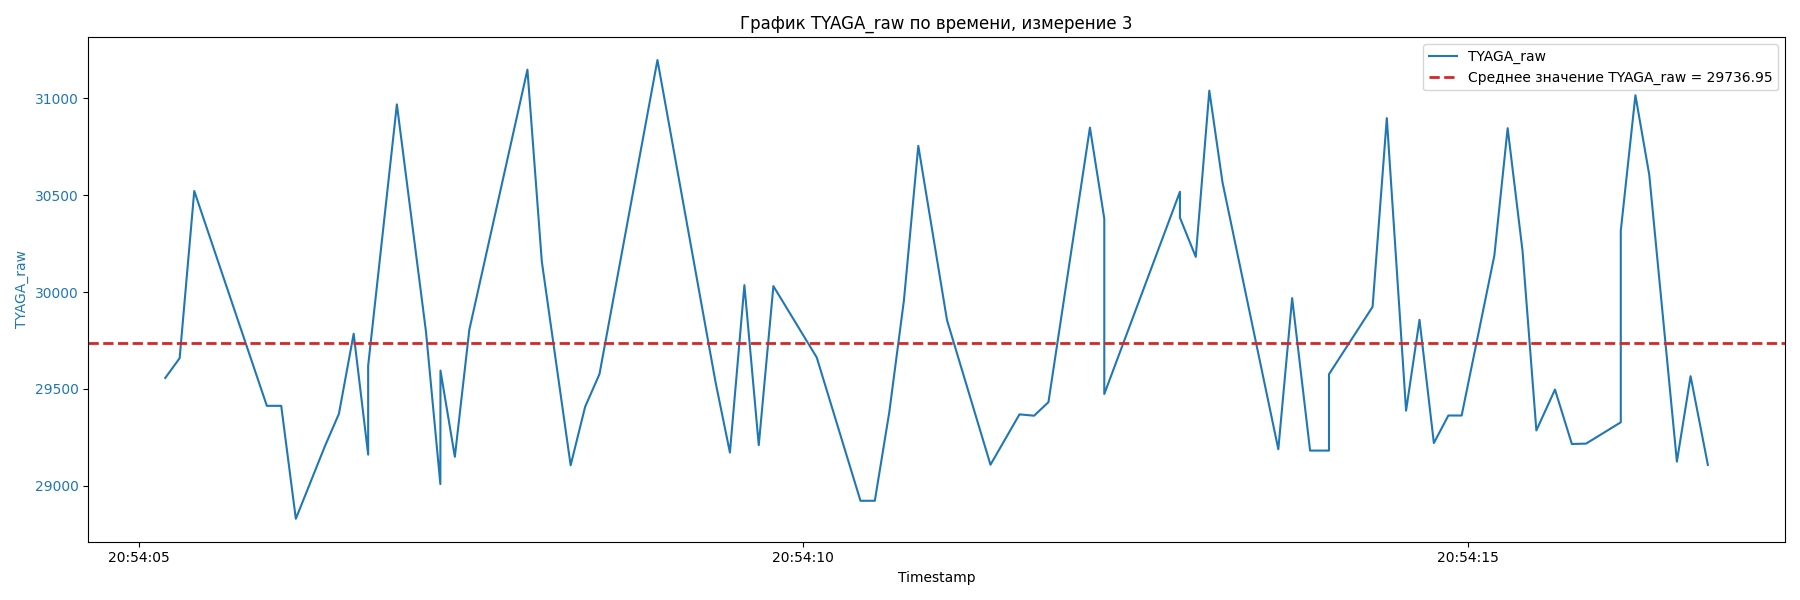 График TYAGA_raw по времени, измерение 3
TYAGA_raw
Среднее значение TYAGA_raw = 29736.95
31000
30500
30000
29500
29000
TYAGA_raw
20:54:05
20:54:10
20:54:15
Timestamp